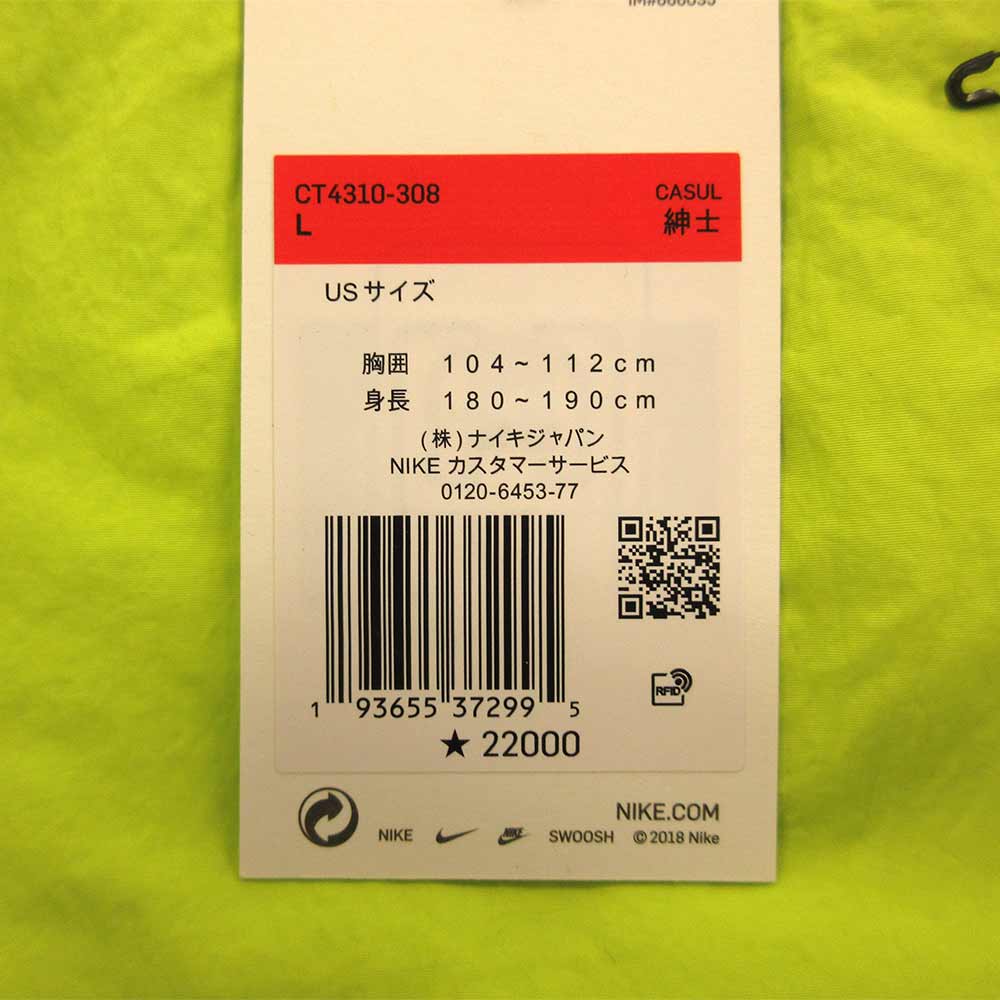 CT4310-308 CASUL
L 紳士
USサイズ
胸囲 104~112cm
身長 180~190cm
(株)ナイキジャパン
NIKE カスタマーサービス
0120-6453-77
1 93655 37299 5
RFID
★ 22000
NIKE.COM
NIKE NIKE SWOOSH ©2018 Nike